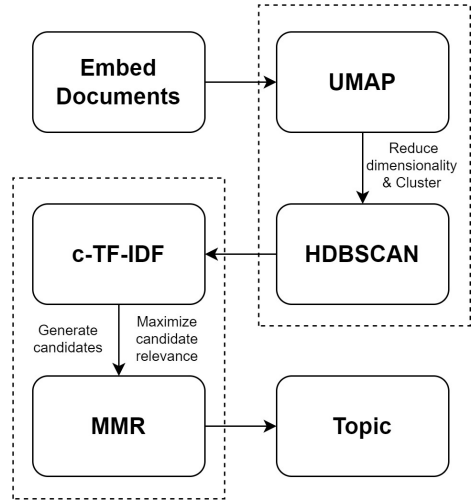 Embed
Documents
UMAP
Reduce
dimensionality
& Cluster
c-TF-IDF
HDBSCAN
Generate
candidates
Maximize
candidate
relevance
MMR
Topic